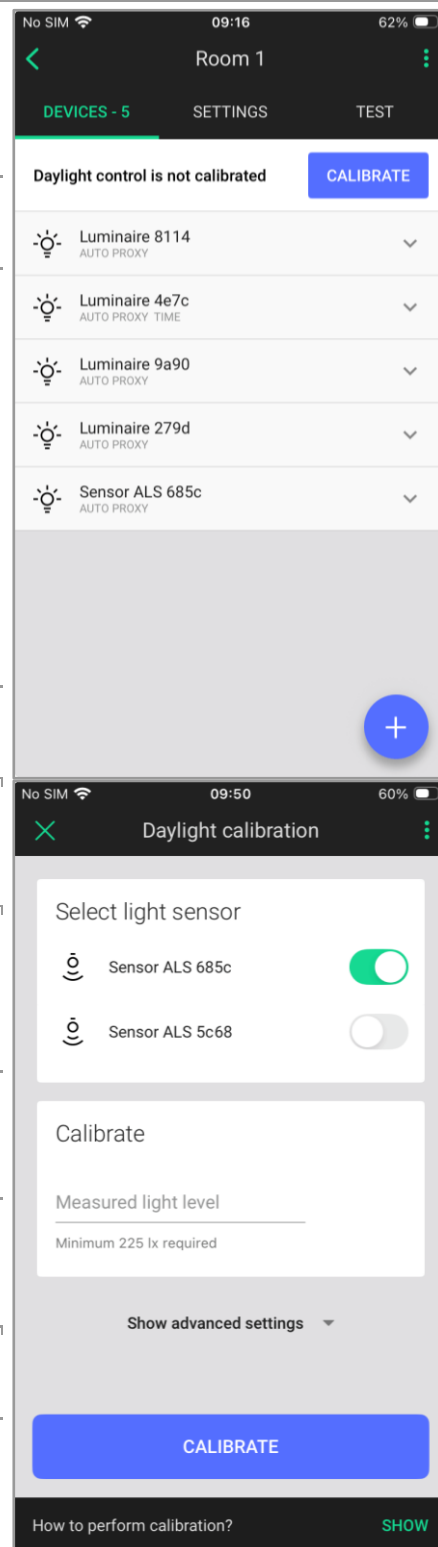 No SIM 09:16 62%
Room 1
DEVICES - 5 SETTINGS TEST
Daylight control is not calibrated CALIBRATE
Luminaire 8114
AUTO PROXY
Luminaire 4e7c
AUTO PROXY TIME
Luminaire 9a90
AUTO PROXY
Luminaire 279d
AUTO PROXY
Sensor ALS 685c
AUTO PROXY
No SIM 09:50 60%
Daylight calibration
Select light sensor
Sensor ALS 685c
Sensor ALS 5c68
Calibrate
Measured light level
Minimum 225 lx required
Show advanced settings
CALIBRATE
How to perform calibration? SHOW